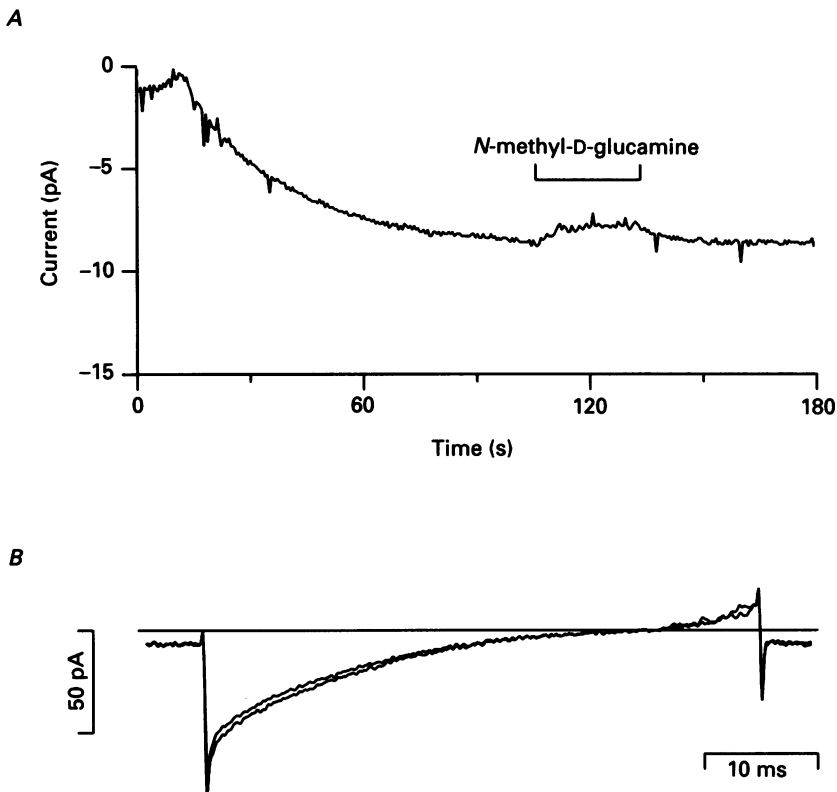 A
0
−5
−10
−15
Current (pA)
N-methyl-D-glucamine
0 60 120 180
Time (s)
B
50 pA
10 ms